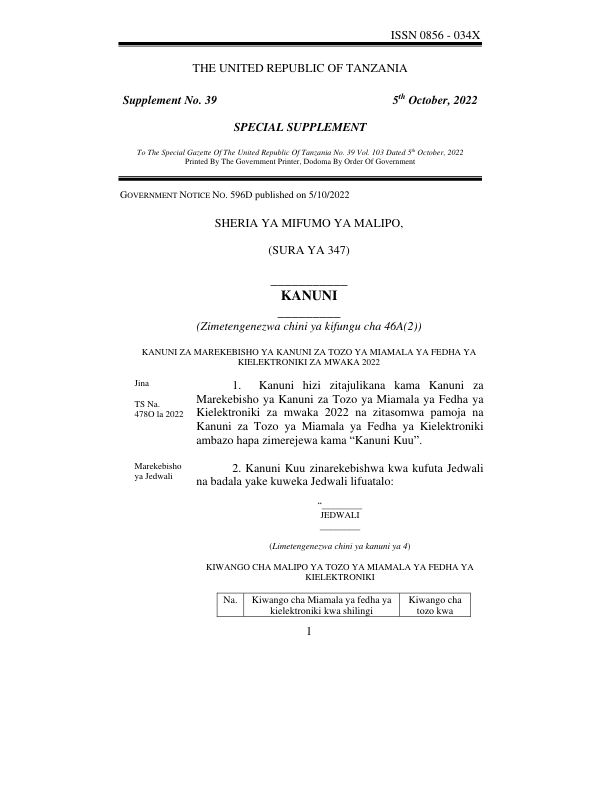 ISSN 0856 - 034X
THE UNITED REPUBLIC OF TANZANIA
Supplement No. 39 5th October, 2022
SPECIAL SUPPLEMENT
To The Special Gazette Of The United Republic Of Tanzania No. 39 Vol. 103 Dated 5th October, 2022
Printed By The Government Printer, Dodoma By Order Of Government
GOVERNMENT NOTICE NO. 596D published on 5/10/2022
SHERIA YA MIFUMO YA MALIPO,
(SURA YA 347)
KANUNI
(Zimetengenezwa chini ya kifungu cha 46A(2))
KANUNI ZA MAREKEBISHO YA KANUNI ZA TOZO YA MIAMALA YA FEDHA YA
KIELEKTRONIKI ZA MWAKA 2022
Jina
TS Na.
478O la 2022
1. Kanuni hizi zitajulikana kama Kanuni za
Marekebisho ya Kanuni za Tozo ya Miamala ya Fedha ya
Kielektroniki za mwaka 2022 na zitasomwa pamoja na
Kanuni za Tozo ya Miamala ya Fedha ya Kielektroniki
ambazo hapa zimerejewa kama “Kanuni Kuu”.
Marekebisho
ya Jedwali
2. Kanuni Kuu zinarekebishwa kwa kufuta Jedwali
na badala yake kuweka Jedwali lifuatalo:
“
JEDWALI
(Limetengenezwa chini ya kanuni ya 4)
KIWANGO CHA MALIPO YA TOZO YA MIAMALA YA FEDHA YA
KIELEKTRONIKI
Na. Kiwango cha Miamala ya fedha ya Kiwango cha
kielektroniki kwa shilingi tozo kwa
1